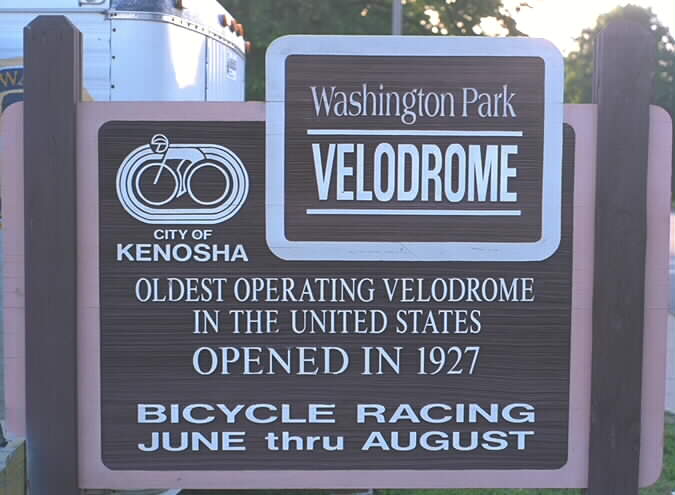 Washington Park
VELODROME
CITY OF
KENOSHA
OLDEST OPERATING VELODROME
IN THE UNITED STATES
OPENED IN 1927
BICYCLE RACING
JUNE thru AUGUST